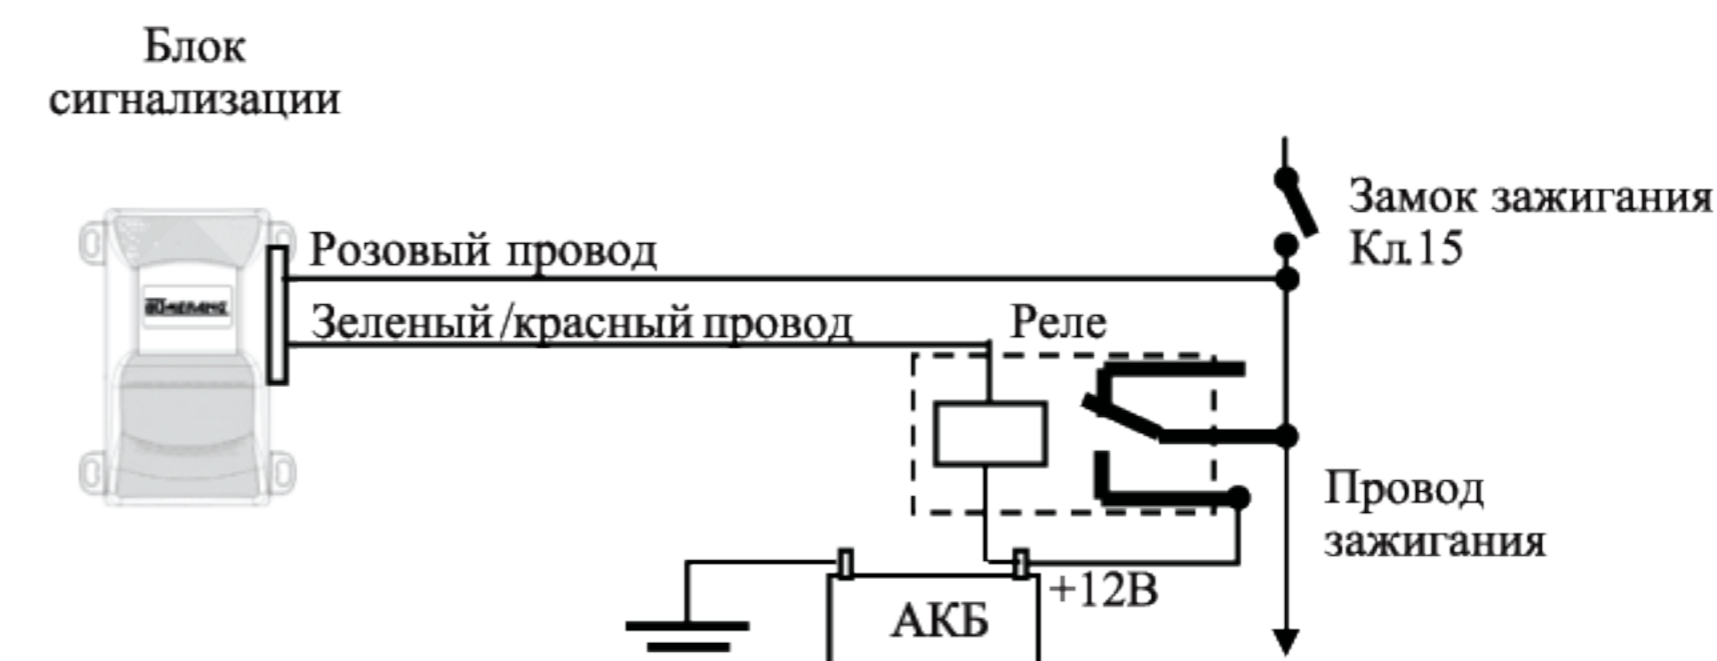 Блок
сигнализации
Розовый провод
Зеленый/красный провод
Реле
Замок зажигания
Кл.15
Провод
зажигания
+12В
АКБ